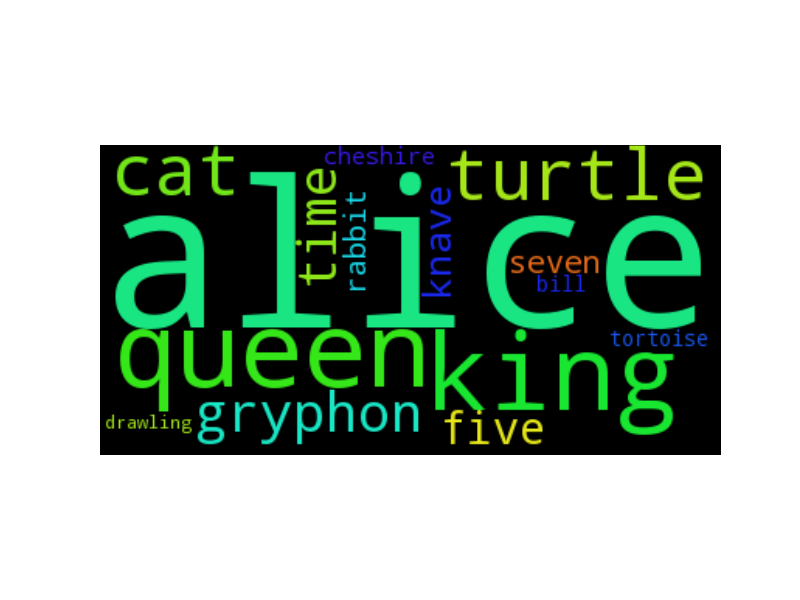 cheshire
cat
turtle
time
rabbit
knave
alice
seven
bill
queen
king
tortoise
gryphon
five
drawling